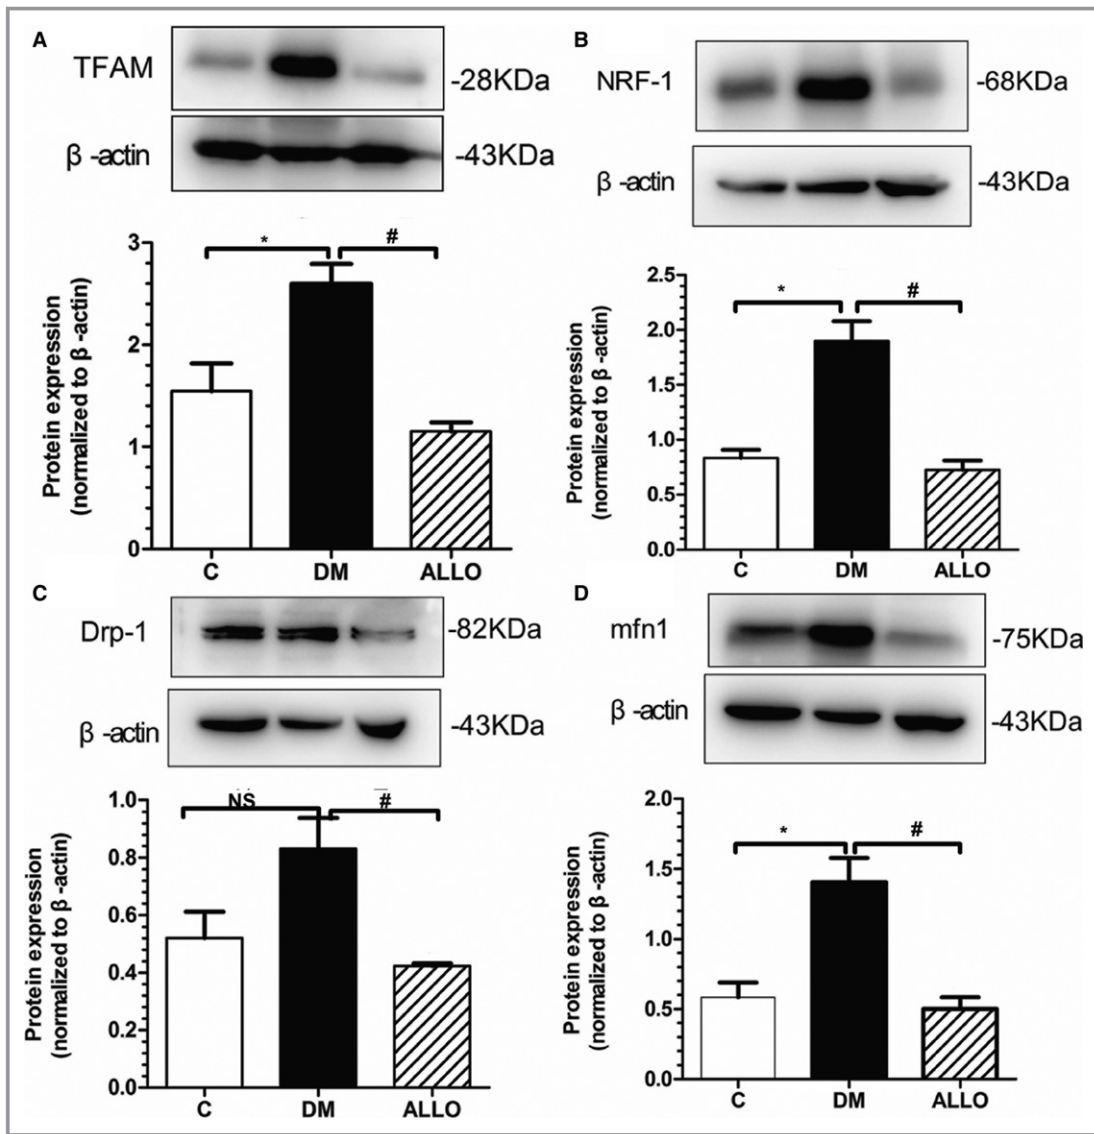 A
TFAM
-28KDa
β -actin
-43KDa
Protein expression
(normalized to β -actin)
3
2
1
0
*
#
C DM ALLO
B
NRF-1
-68KDa
β -actin
-43KDa
Protein expression
(normalized to β -actin)
2.5
2.0
1.5
1.0
0.5
0.0
*
#
C DM ALLO
C
Drp-1
-82KDa
β -actin
-43KDa
Protein expression
(normalized to β -actin)
1.0
0.8
0.6
0.4
0.2
0.0
NS
#
C DM ALLO
D
mfn1
-75KDa
β -actin
-43KDa
Protein expression
(normalized to β -actin)
2.0
1.5
1.0
0.5
0.0
*
#
C DM ALLO